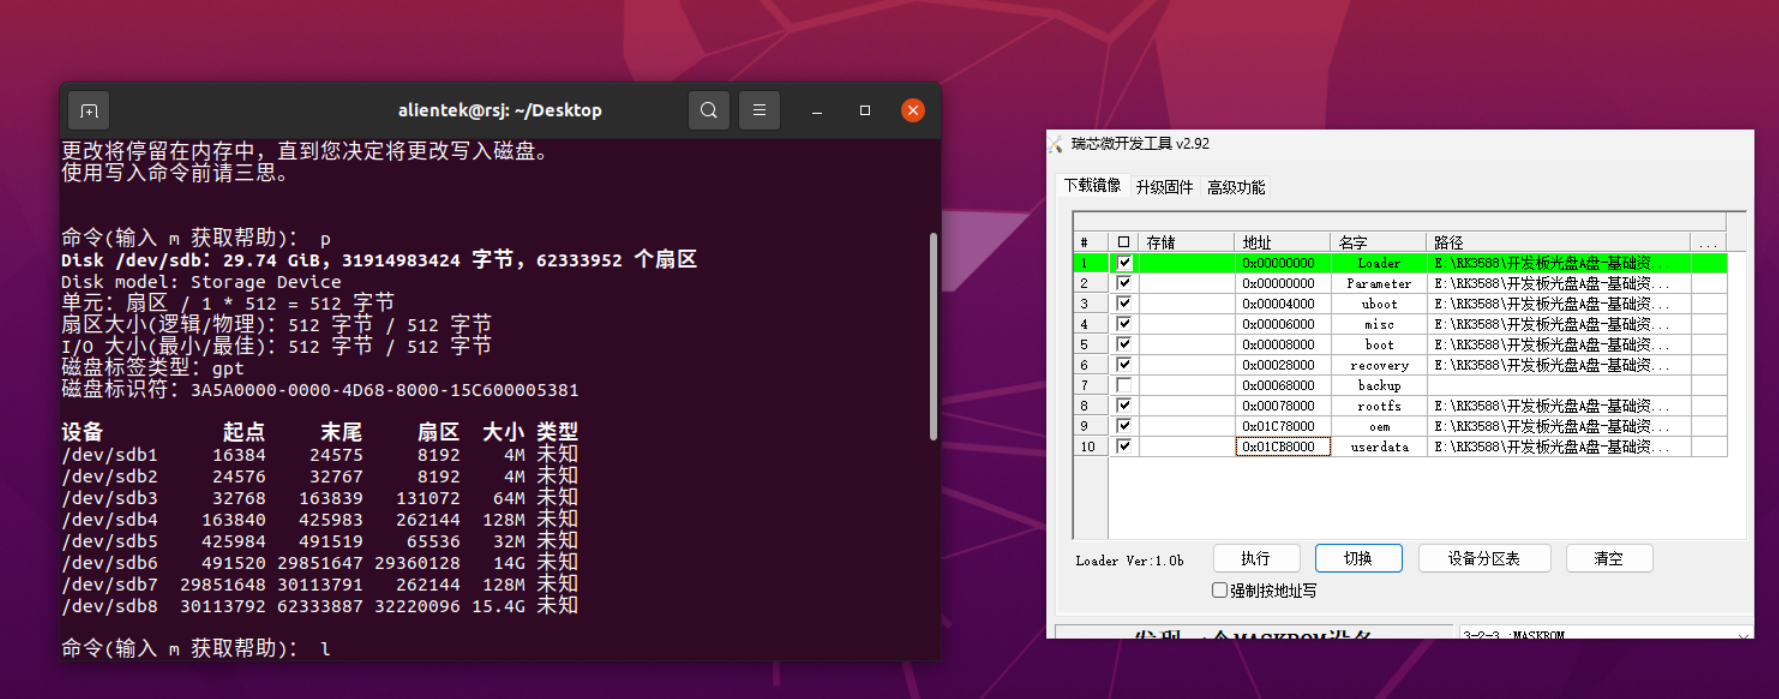 alientek@rsj: ~/Desktop
更改将停留在内存中，直到您决定将更改写入磁盘。
使用写入命令前请三思。
命令(输入 m 获取帮助)： p
Disk /dev/sdb：29.74 GiB，31914983424 字节，62333952 个扇区
Disk model: Storage Device
单元：扇区 / 1 * 512 = 512 字节
扇区大小(逻辑/物理)：512 字节 / 512 字节
I/O 大小(最小/最佳)：512 字节 / 512 字节
磁盘标签类型：gpt
磁盘标识符：3A5A0000-0000-4D68-8000-15C600005381
设备 起点 末尾 扇区 大小 类型
/dev/sdb1 16384 24575 8192 4M 未知
/dev/sdb2 24576 32767 8192 4M 未知
/dev/sdb3 32768 163839 131072 64M 未知
/dev/sdb4 163840 425983 262144 128M 未知
/dev/sdb5 425984 491519 65536 32M 未知
/dev/sdb6 491520 29851647 29360128 14G 未知
/dev/sdb7 29851648 30113791 262144 128M 未知
/dev/sdb8 30113792 62333887 32220096 15.4G 未知
命令(输入 m 获取帮助)： l
瑞芯微开发工具 v2.92
下载镜像 升级固件 高级功能
# 存储 地址 名字 路径 ...
1 0x00000000 Loader E:\RK3588\开发板光盘A盘-基础资...
2 0x00000000 Parameter E:\RK3588\开发板光盘A盘-基础资...
3 0x00004000 uboot E:\RK3588\开发板光盘A盘-基础资...
4 0x00006000 misc E:\RK3588\开发板光盘A盘-基础资...
5 0x00008000 boot E:\RK3588\开发板光盘A盘-基础资...
6 0x00028000 recovery E:\RK3588\开发板光盘A盘-基础资...
7 0x00068000 backup
8 0x00078000 rootfs E:\RK3588\开发板光盘A盘-基础资...
9 0x01C78000 oem E:\RK3588\开发板光盘A盘-基础资...
10 0x01CB8000 userdata E:\RK3588\开发板光盘A盘-基础资...
Loader Ver:1.0b 执行 切换 设备分区表 清空
强制按地址写
发现一个MASKROM设备 3-2-3 :MASKROM